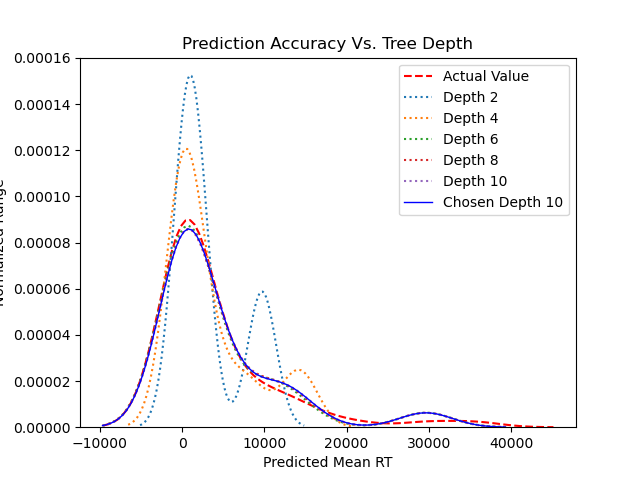 Prediction Accuracy Vs. Tree Depth
0.00016
0.00014
0.00012
0.00010
0.00008
0.00006
0.00004
0.00002
0.00000
Actual Value
Depth 2
Depth 4
Depth 6
Depth 8
Depth 10
Chosen Depth 10
−10000
0
10000
20000
30000
40000
Predicted Mean RT